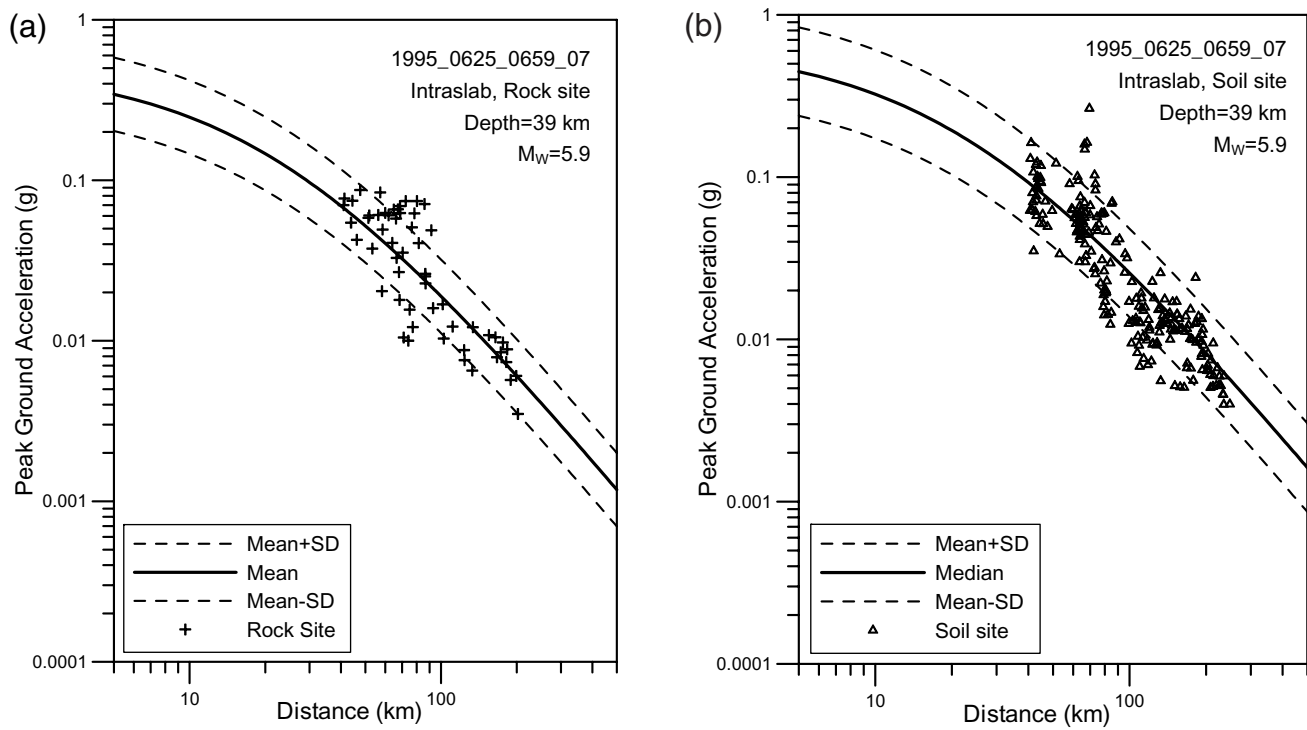 (a)
1
0.1
0.01
0.001
0.0001
Peak Ground Acceleration (g)
1995_0625_0659_07
Intraslab, Rock site
Depth=39 km
MW=5.9
Mean+SD
Mean
Mean-SD
Rock Site
10
100
Distance (km)
(b)
1
0.1
0.01
0.001
0.0001
Peak Ground Acceleration (g)
1995_0625_0659_07
Intraslab, Soil site
Depth=39 km
MW=5.9
Mean+SD
Median
Mean-SD
Soil site
10
100
Distance (km)